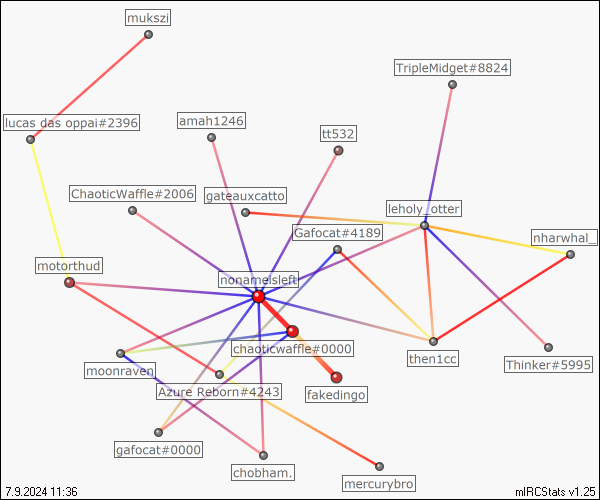 mukszi
TripleMidget#8824
lucas das oppai#2396
amah1246
tt532
ChaoticWaffle#2006
gateauxcatto
leholy_otter
Gafocat#4189
nharwhal_
motorthud
nonameisleft
chaoticwaffle#0000
then1cc
Thinker#5995
moonraven
Azure Reborn#4243
fakedingo
gafocat#0000
chobham.
mercurybro
7.9.2024 11:36
mIRCStats v1.25